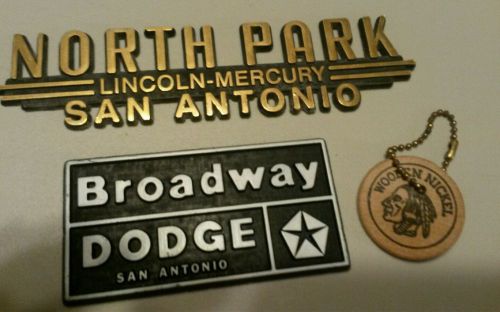 NORTH PARK
LINCOLN-MERCURY
SAN ANTONIO
Broadway
DODGE
SAN ANTONIO
WOODEN NICKEL